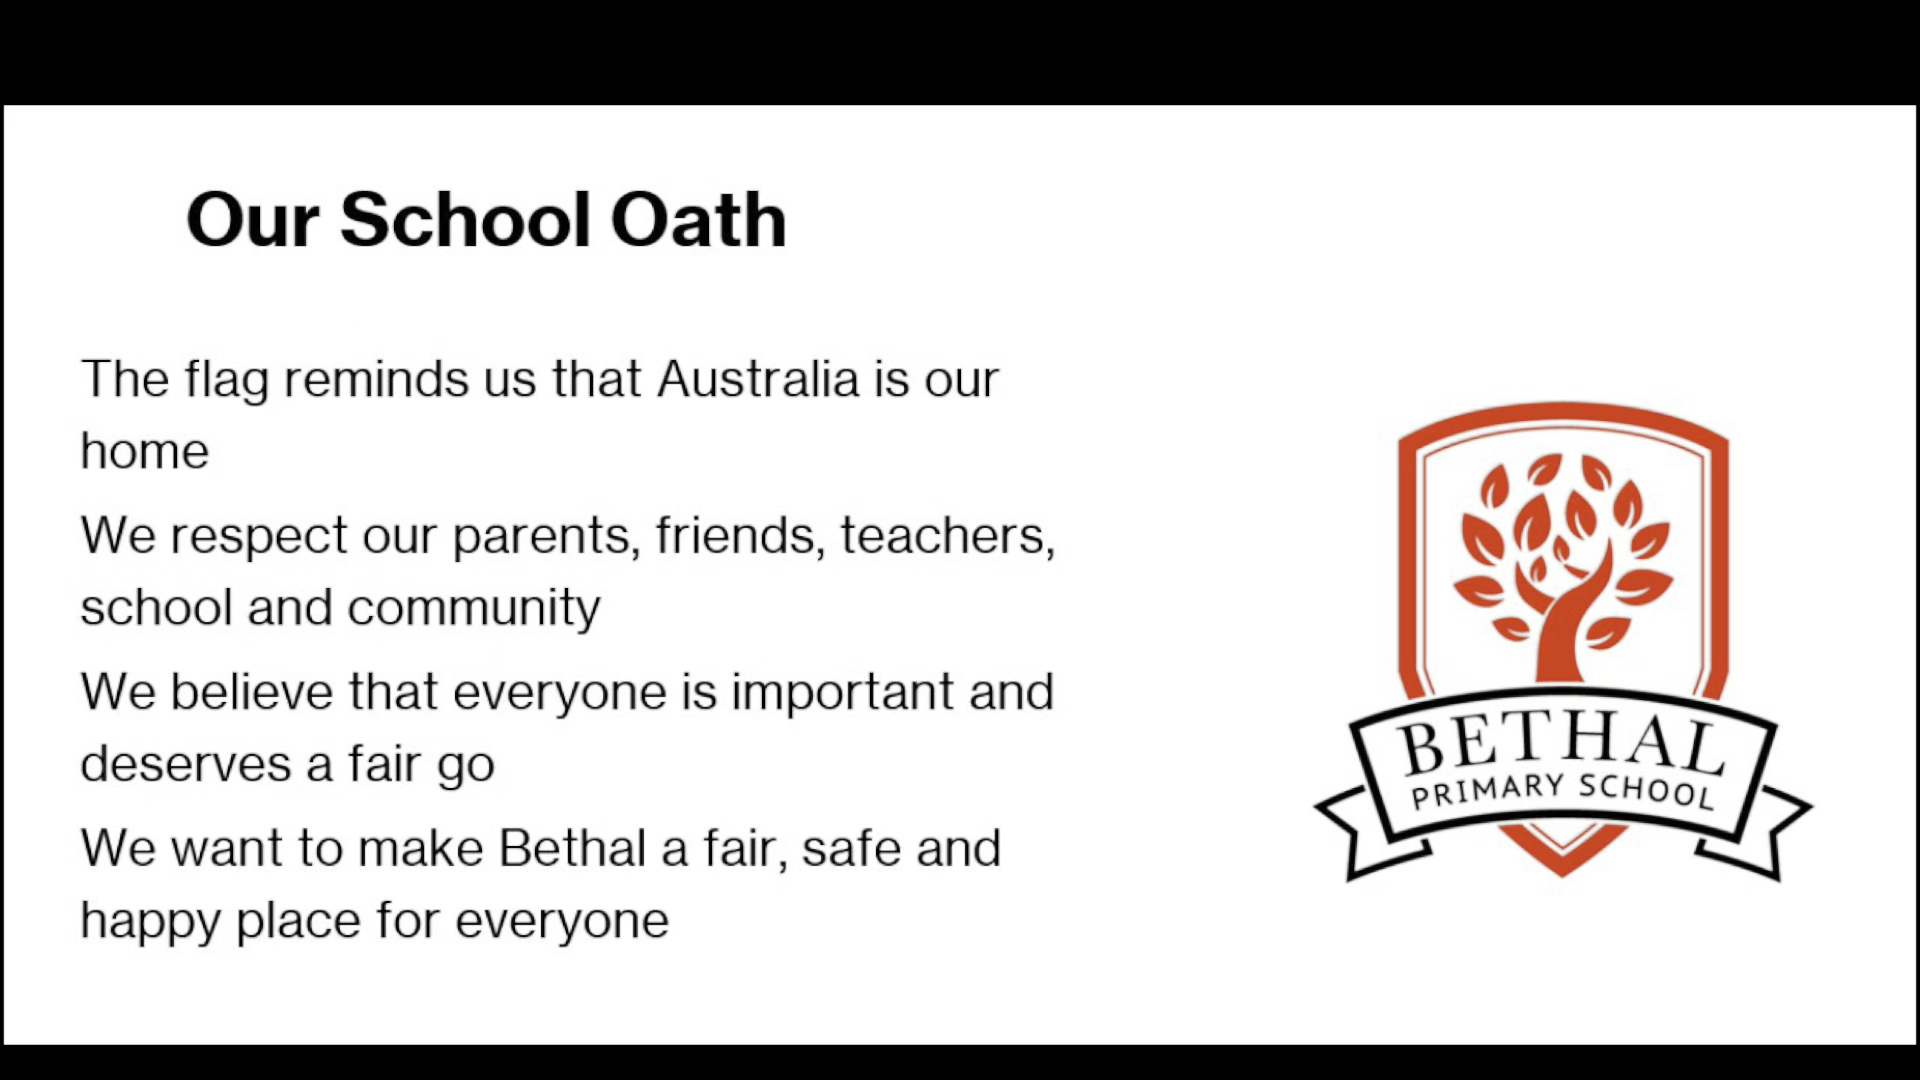 Our School Oath
The flag reminds us that Australia is our
home
We respect our parents, friends, teachers,
school and community
We believe that everyone is important and
deserves a fair go
We want to make Bethal a fair, safe and
happy place for everyone
BETHAL
PRIMARY SCHOOL